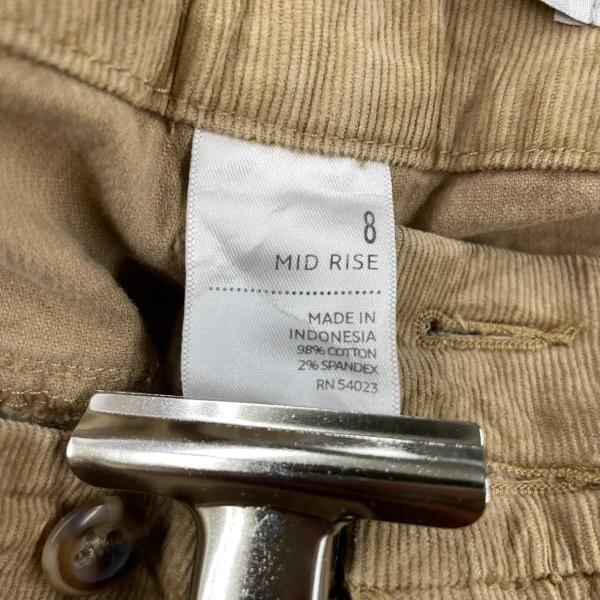 8
MID RISE
MADE IN
INDONESIA
98% COTTON
2% SPANDEX
RN 54023